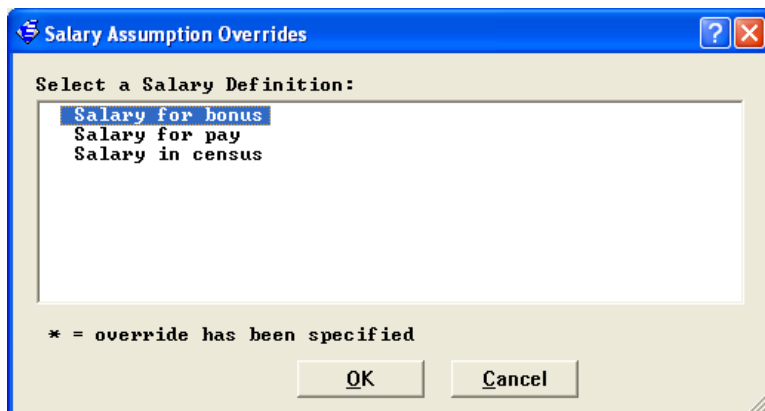 Salary Assumption Overrides
Select a Salary Definition:
Salary for bonus
Salary for pay
Salary in census
* = override has been specified
OK
Cancel